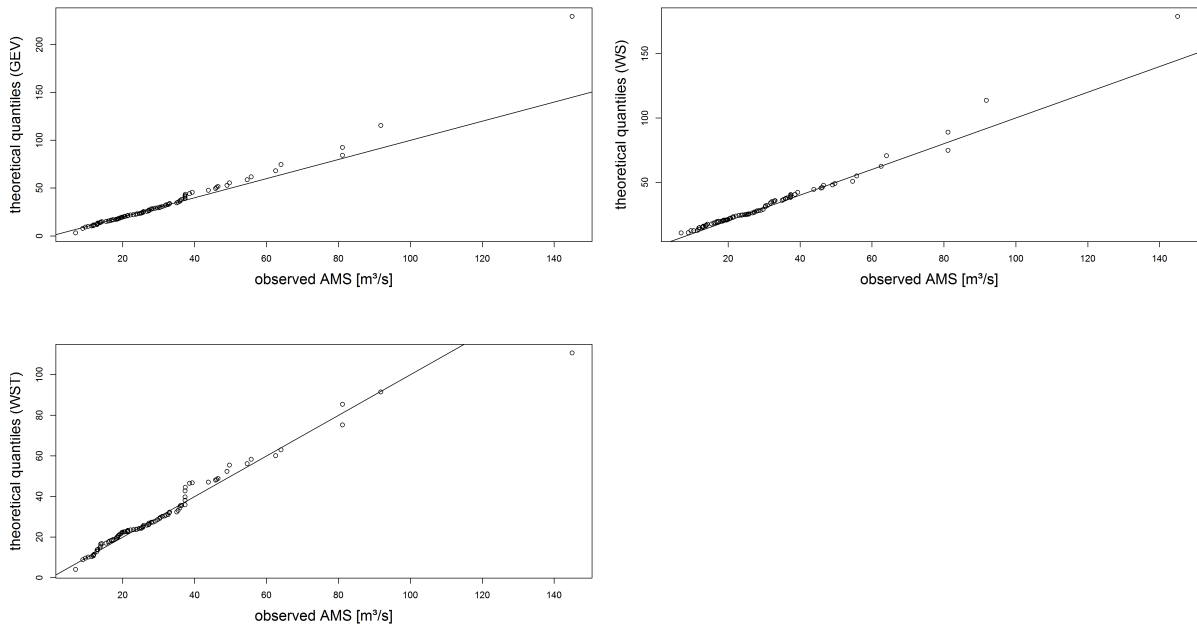 theoretical quantiles (GEV)
0 50 100 150 200
20 40 60 80 100 120 140
observed AMS [m³/s]
theoretical quantiles (WS)
50 100 150
20 40 60 80 100 120 140
observed AMS [m³/s]
theoretical quantiles (WST)
0 20 40 60 80 100
20 40 60 80 100 120 140
observed AMS [m³/s]